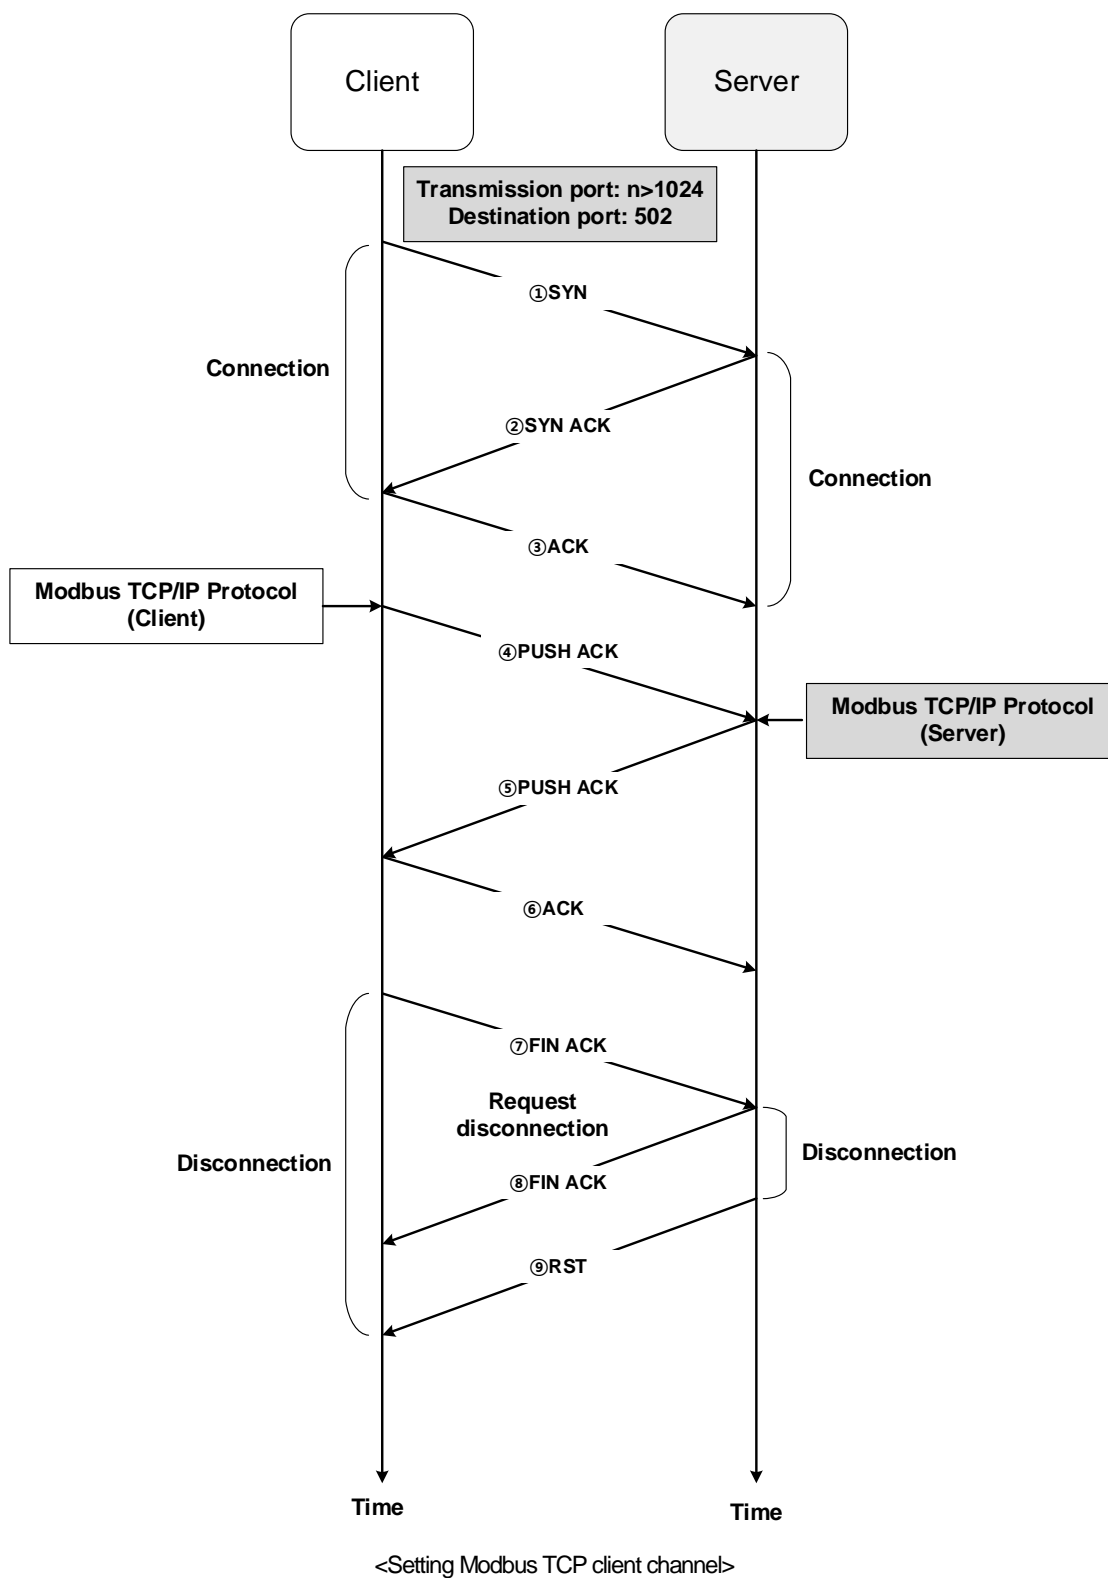 Client
Server
Transmission port: n>1024
Destination port: 502
①SYN
Connection
②SYN ACK
Connection
③ACK
Modbus TCP/IP Protocol
(Client)
④PUSH ACK
Modbus TCP/IP Protocol
(Server)
⑤PUSH ACK
⑥ACK
⑦FIN ACK
Request
disconnection
Disconnection
Disconnection
⑧FIN ACK
⑨RST
Time
Time
<Setting Modbus TCP client channel>